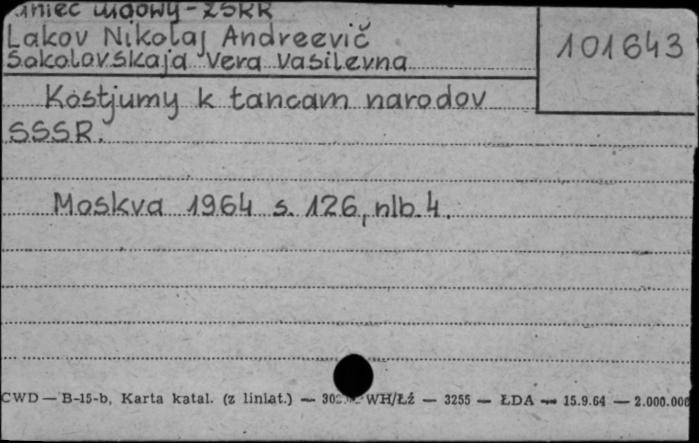 Taniec ludowy - ZSRR
Lakov Nikolaj Andreevič
101643
Sokolovskaja Vera Vasilevna
Kostjumy k tancam narodov
SSSR.
Moskva 1964 s. 126, nlb. 4.
CWD — B-15-b, Karta katal. (z liniat.) — WH/Łź — 3255 — ŁDA — 15.9.64 — 2.000.000